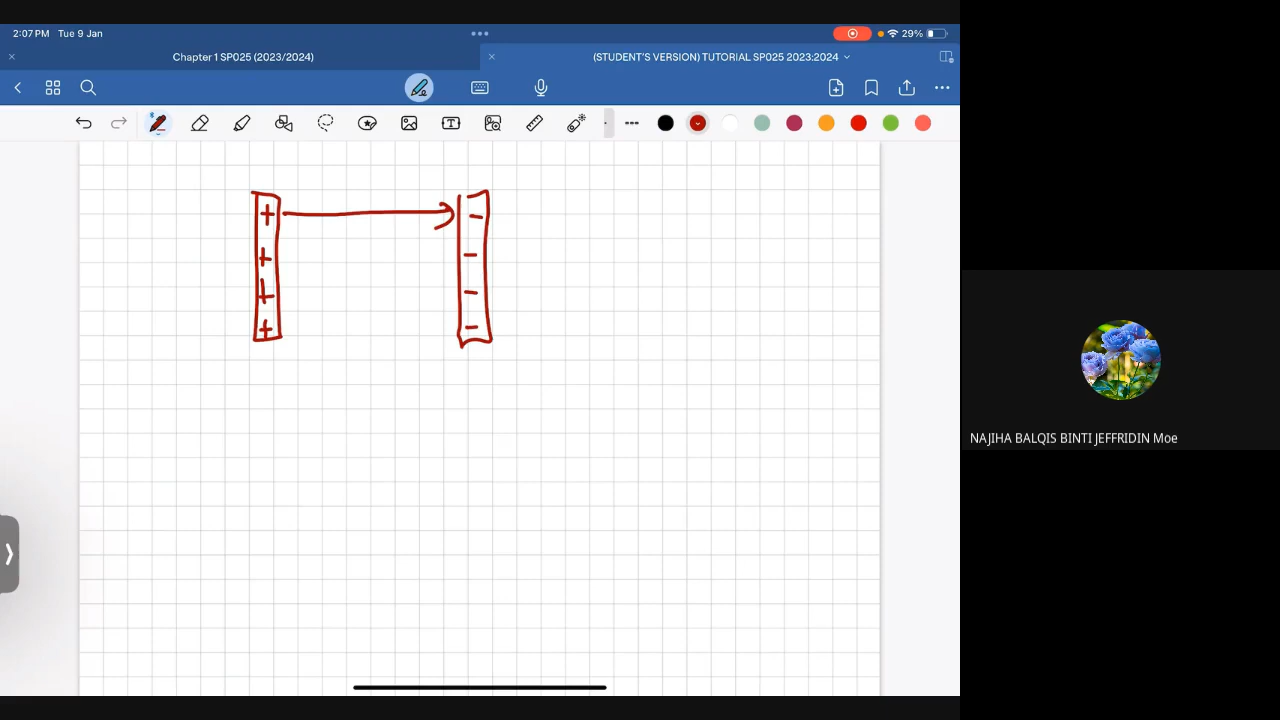 2:07 PM Tue 9 Jan
29%
Chapter 1 SP025 (2023/2024)
(STUDENT'S VERSION) TUTORIAL SP025 2023:2024
+ −
+ −
+ −
+ −
NAJIHA BALQIS BINTI JEFFRIDIN Moe